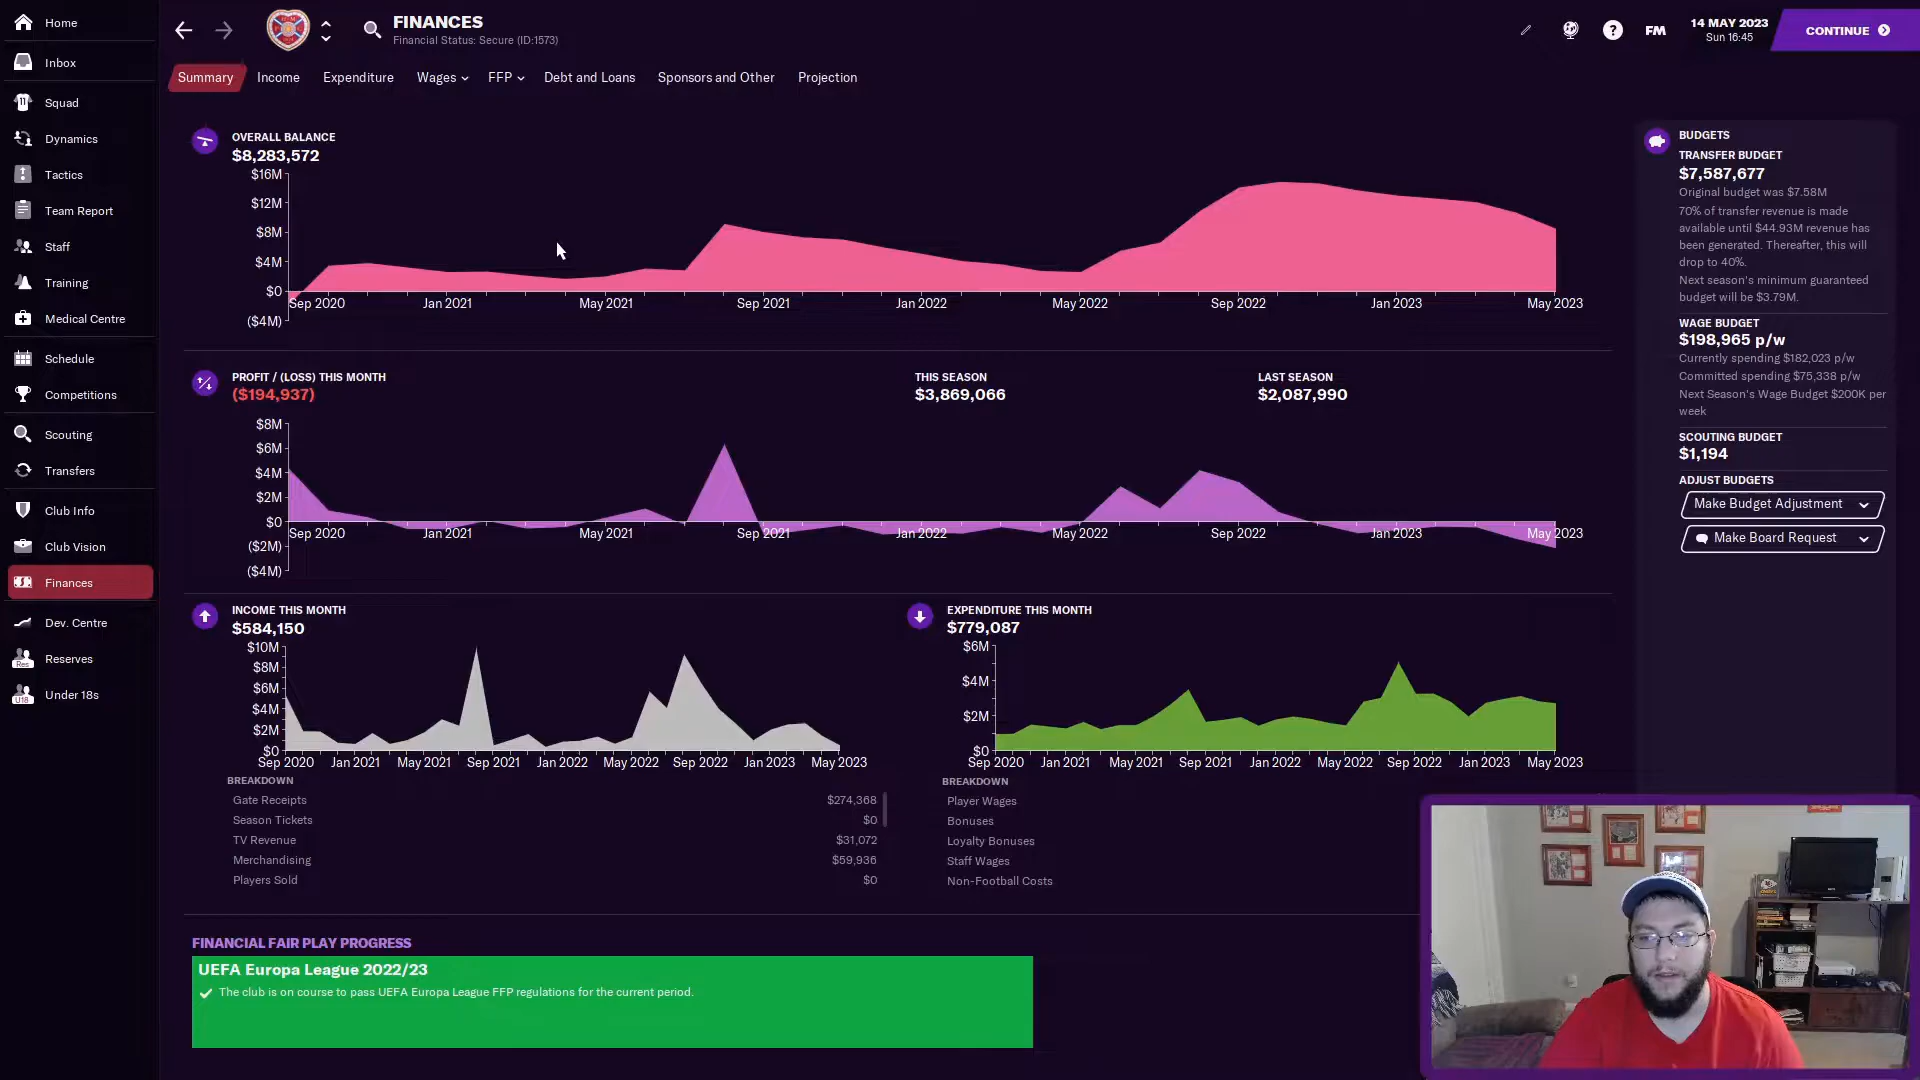 Home
Inbox
Squad
Dynamics
Tactics
Team Report
Staff
Training
Medical Centre
Schedule
Competitions
Scouting
Transfers
Club Info
Club Vision
Finances
Dev. Centre
Res
Reserves
U18
Under 18s
FINANCES
Financial Status: Secure (ID:1573)
FM
14 MAY 2023
Sun 16:45
CONTINUE
Summary Income Expenditure Wages FFP Debt and Loans Sponsors and Other Projection
OVERALL BALANCE
$8,283,572
$16M
$12M
$8M
$4M
$0
($4M)
Sep 2020 Jan 2021 May 2021 Sep 2021 Jan 2022 May 2022 Sep 2022 Jan 2023 May 2023
PROFIT / (LOSS) THIS MONTH
($194,937)
THIS SEASON
$3,869,066
LAST SEASON
$2,087,990
$8M
$6M
$4M
$2M
$0
($2M)
($4M)
Sep 2020 Jan 2021 May 2021 Sep 2021 Jan 2022 May 2022 Sep 2022 Jan 2023 May 2023
INCOME THIS MONTH
$584,150
$10M
$8M
$6M
$4M
$2M
$0
Sep 2020 Jan 2021 May 2021 Sep 2021 Jan 2022 May 2022 Sep 2022 Jan 2023 May 2023
BREAKDOWN
Gate Receipts $274,368
Season Tickets $0
TV Revenue $31,072
Merchandising $59,936
Players Sold $0
EXPENDITURE THIS MONTH
$779,087
$6M
$4M
$2M
$0
Sep 2020 Jan 2021 May 2021 Sep 2021 Jan 2022 May 2022 Sep 2022 Jan 2023 May 2023
BREAKDOWN
Player Wages
Bonuses
Loyalty Bonuses
Staff Wages
Non-Football Costs
FINANCIAL FAIR PLAY PROGRESS
UEFA Europa League 2022/23
The club is on course to pass UEFA Europa League FFP regulations for the current period.
BUDGETS
TRANSFER BUDGET
$7,587,677
Original budget was $7.58M
70% of transfer revenue is made
available until $44.93M revenue has
been generated. Thereafter, this will
drop to 40%.
Next season's minimum guaranteed
budget will be $3.79M.
WAGE BUDGET
$198,965 p/w
Currently spending $182,023 p/w
Committed spending $75,338 p/w
Next Season's Wage Budget $200K per
week
SCOUTING BUDGET
$1,194
ADJUST BUDGETS
Make Budget Adjustment
Make Board Request